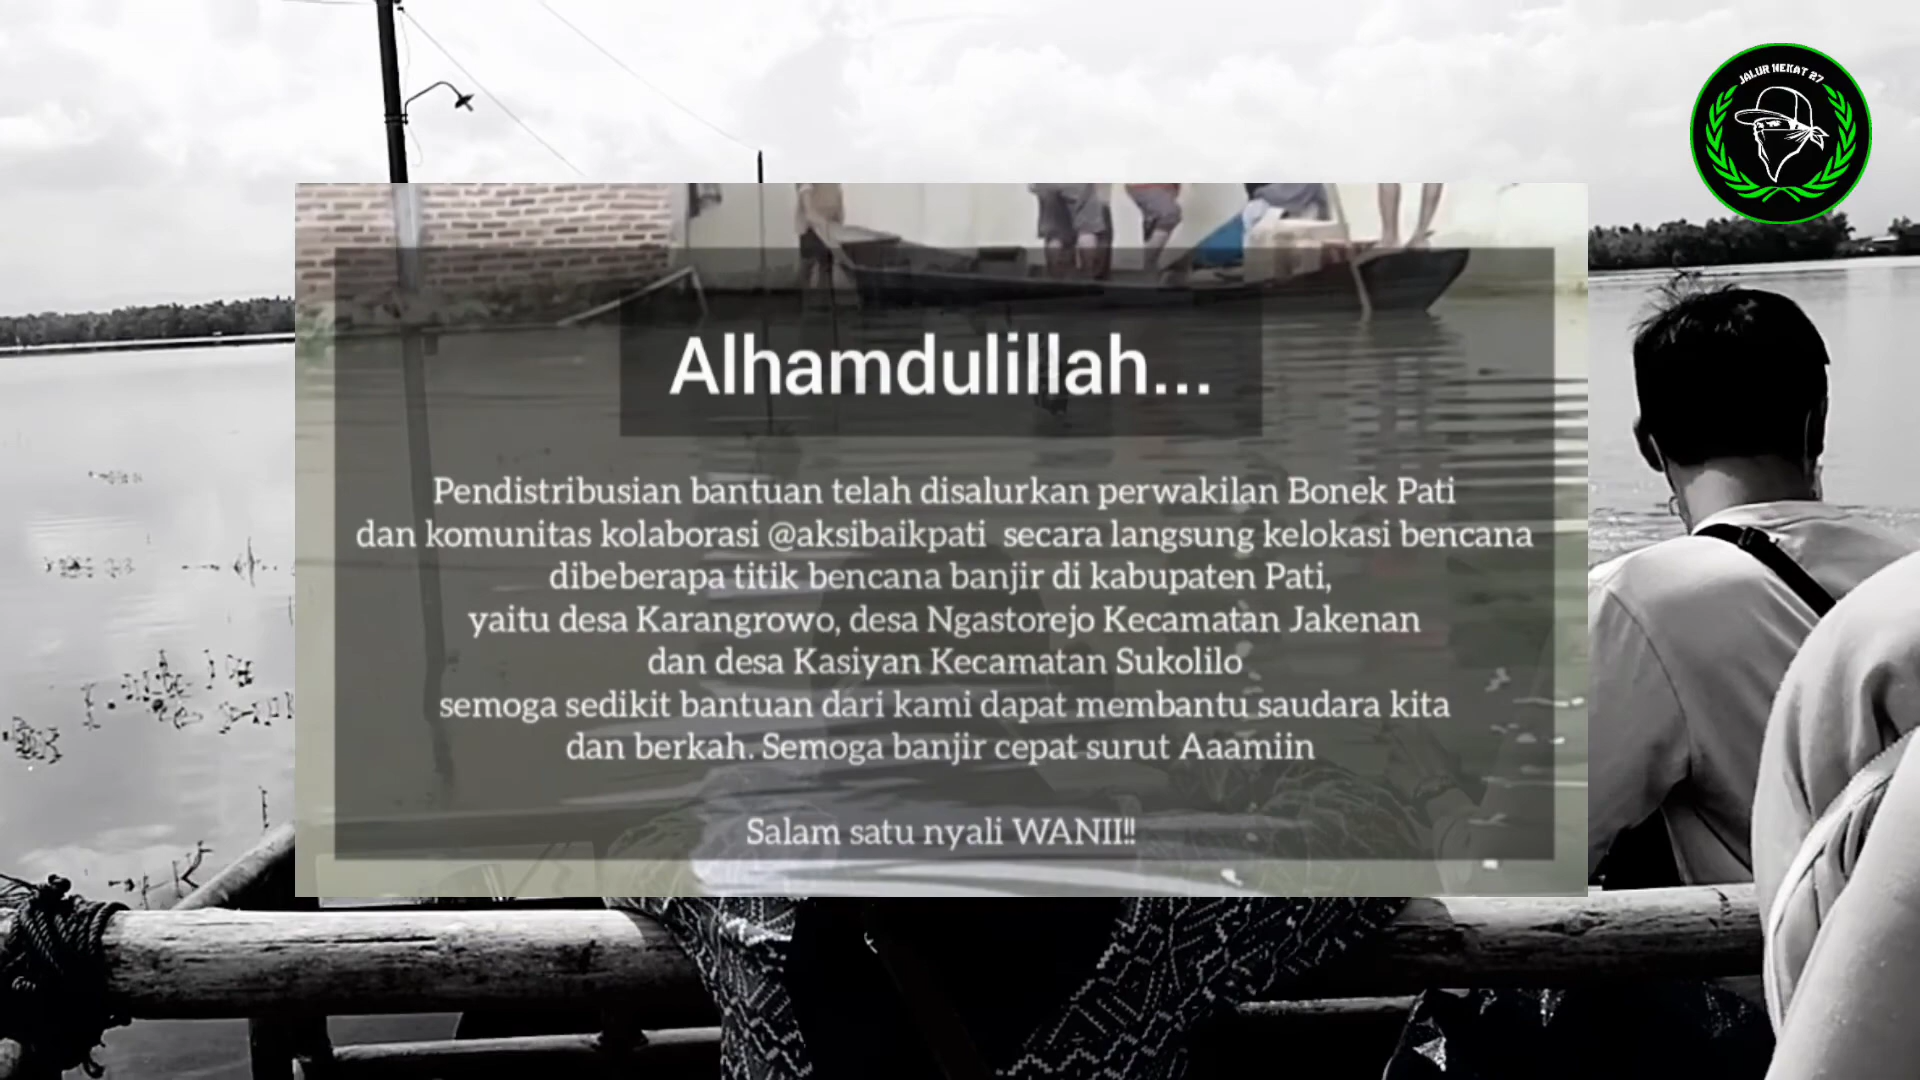 JALUR NEKAT 27
Alhamdulillah...
Pendistribusian bantuan telah disalurkan perwakilan Bonek Pati
dan komunitas kolaborasi @aksibaikpati secara langsung kelokasi bencana
dibeberapa titik bencana banjir di kabupaten Pati,
yaitu desa Karangrowo, desa Ngastorejo Kecamatan Jakenan
dan desa Kasiyan Kecamatan Sukolilo
semoga sedikit bantuan dari kami dapat membantu saudara kita
dan berkah. Semoga banjir cepat surut Aaamiin
Salam satu nyali WANII!!